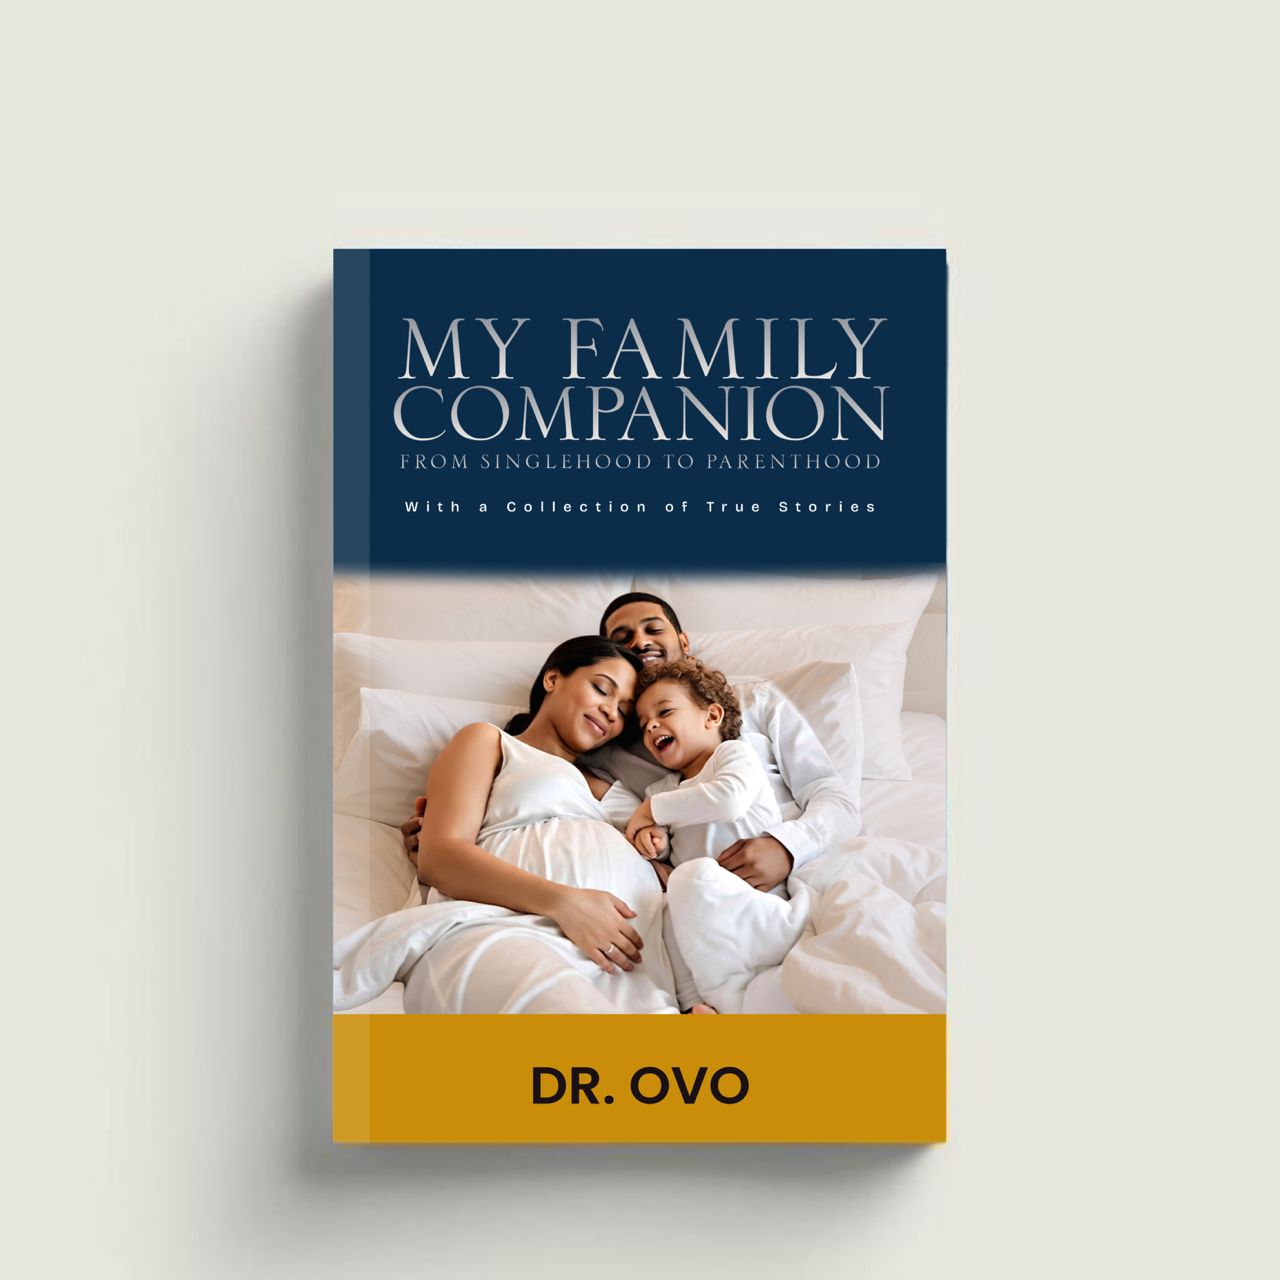 MY FAMILY
COMPANION
FROM SINGLEHOOD TO PARENTHOOD
With a Collection of True Stories
DR. OVO